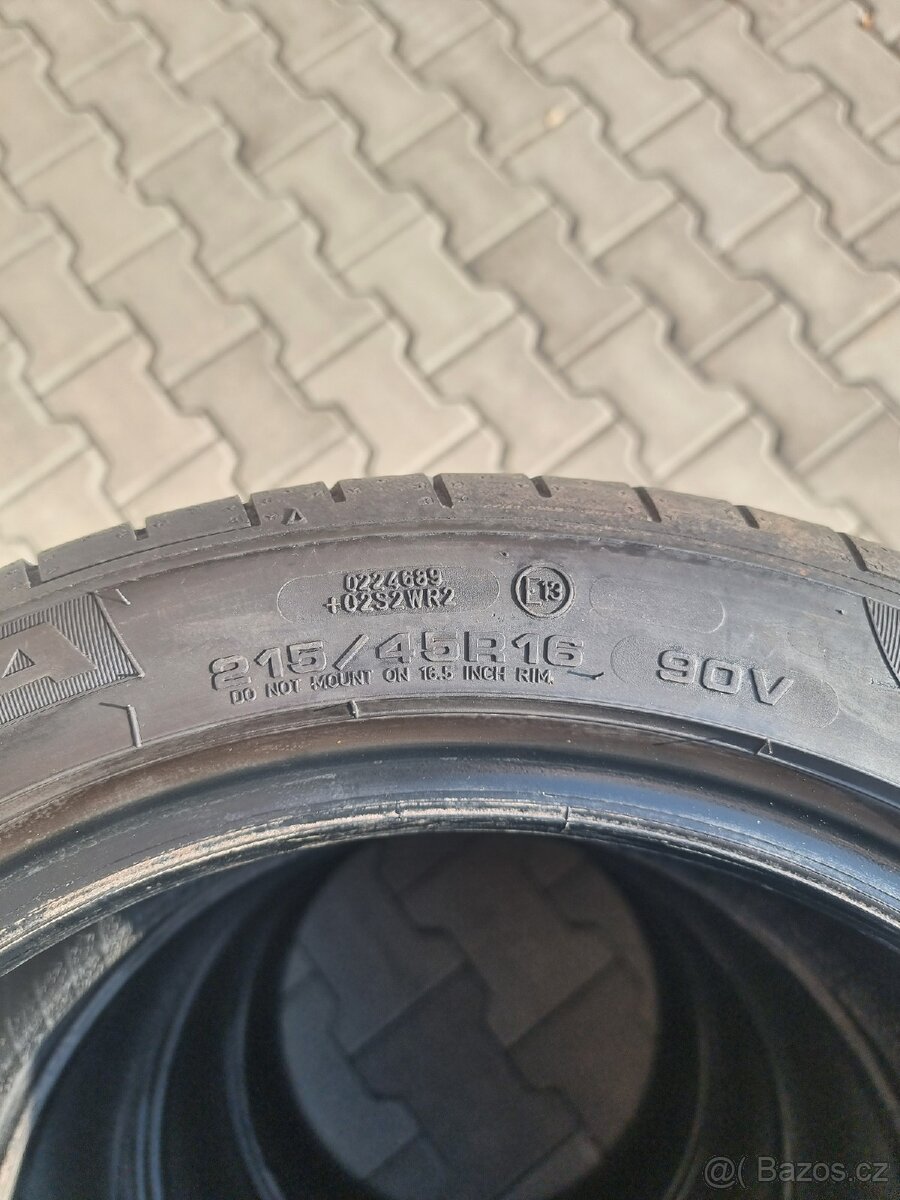 0224689
+02S2WR2
E13
A
215/45R16 90V
DO NOT MOUNT ON 16.5 INCH RIM.
@( Bazos.cz